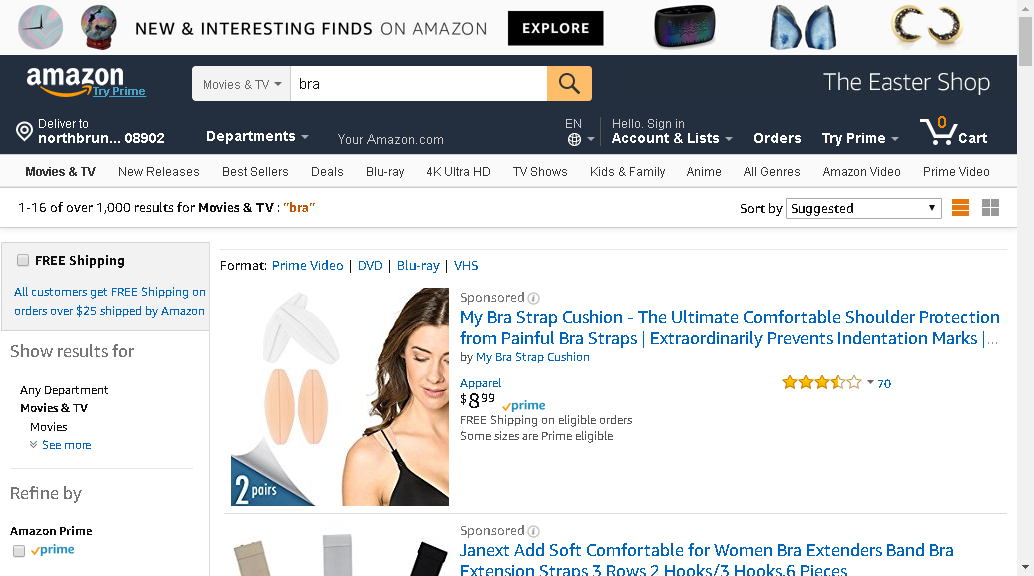 NEW & INTERESTING FINDS ON AMAZON EXPLORE
amazon
Try Prime
Movies & TV bra
The Easter Shop
Deliver to
northbrun... 08902
Departments
Your Amazon.com
EN
Hello. Sign in
Account & Lists
Orders
Try Prime
0
Cart
Movies & TV New Releases Best Sellers Deals Blu-ray 4K Ultra HD TV Shows Kids & Family Anime All Genres Amazon Video Prime Video
1-16 of over 1,000 results for Movies & TV : "bra"
Sort by Suggested
FREE Shipping
All customers get FREE Shipping on
orders over $25 shipped by Amazon
Show results for
Any Department
Movies & TV
Movies
See more
Refine by
Amazon Prime
prime
Format: Prime Video | DVD | Blu-ray | VHS
2 pairs
Sponsored
My Bra Strap Cushion - The Ultimate Comfortable Shoulder Protection
from Painful Bra Straps | Extraordinarily Prevents Indentation Marks |...
by My Bra Strap Cushion
Apparel
$8.99 prime
70
FREE Shipping on eligible orders
Some sizes are Prime eligible
Sponsored
Janext Add Soft Comfortable for Women Bra Extenders Band Bra
Extension Straps 3 Rows 2 Hooks/3 Hooks,6 Pieces